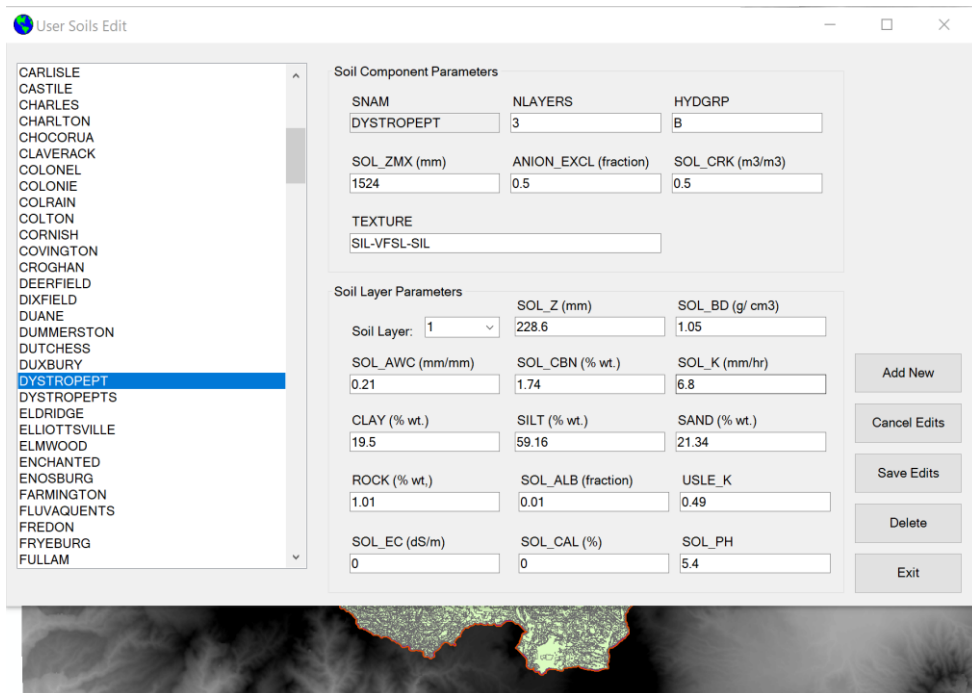 User Soils Edit
CARLISLE
CASTILE
CHARLES
CHARLTON
CHOCORUA
CLAVERACK
COLONEL
COLONIE
COLRAIN
COLTON
CORNISH
COVINGTON
CROGHAN
DEERFIELD
DIXFIELD
DUANE
DUMMERSTON
DUTCHESS
DUXBURY
DYSTROPEPT
DYSTROPEPTS
ELDRIDGE
ELLIOTTSVILLE
ELMWOOD
ENCHANTED
ENOSBURG
FARMINGTON
FLUVAQUENTS
FREDON
FRYEBURG
FULLAM
Soil Component Parameters
SNAM NLAYERS HYDGRP
DYSTROPEPT 3 B
SOL_ZMX (mm) ANION_EXCL (fraction) SOL_CRK (m3/m3)
1524 0.5 0.5
TEXTURE
SIL-VFSL-SIL
Soil Layer Parameters
SOL_Z (mm) SOL_BD (g/ cm3)
Soil Layer: 1 228.6 1.05
SOL_AWC (mm/mm) SOL_CBN (% wt.) SOL_K (mm/hr)
0.21 1.74 6.8
CLAY (% wt.) SILT (% wt.) SAND (% wt.)
19.5 59.16 21.34
ROCK (% wt,) SOL_ALB (fraction) USLE_K
1.01 0.01 0.49
SOL_EC (dS/m) SOL_CAL (%) SOL_PH
0 0 5.4
Add New
Cancel Edits
Save Edits
Delete
Exit